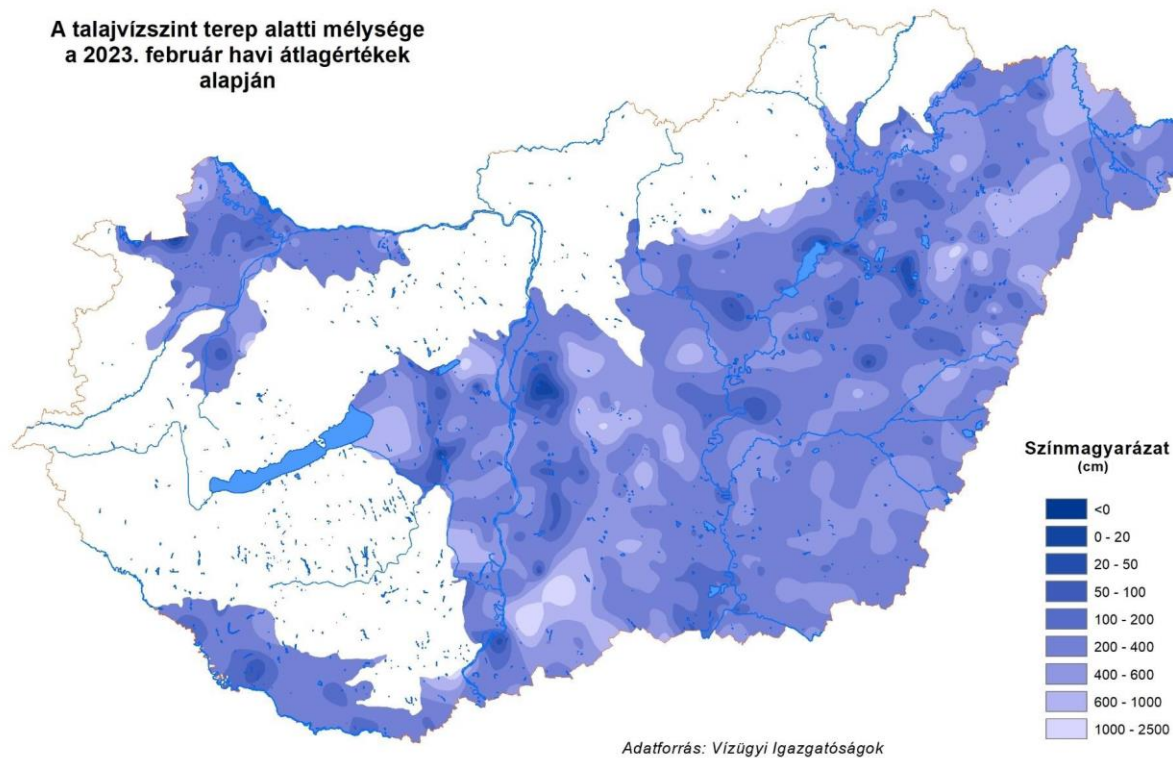 A talajvízszint terep alatti mélysége
a 2023. február havi átlagértékek
alapján
Színmagyarázat
(cm)
<0
0 - 20
20 - 50
50 - 100
100 - 200
200 - 400
400 - 600
600 - 1000
1000 - 2500
Adatforrás: Vízügyi Igazgatóságok